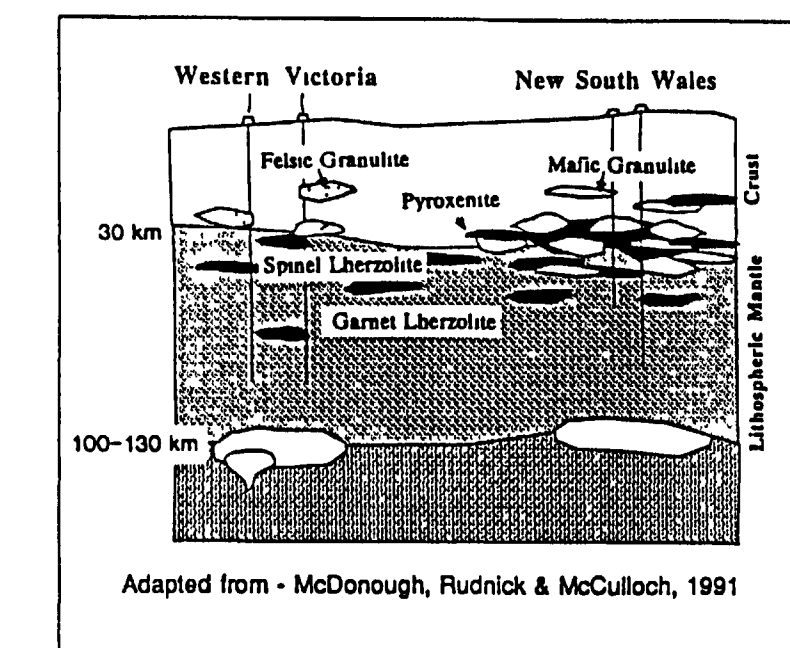 Western Victoria
New South Wales
Felsic Granulite
Mafic Granulite
Pyroxenite
Crust
30 km
Spinel Lherzolite
Garnet Lherzolite
Lithospheric Mantle
100-130 km
Adapted from - McDonough, Rudnick & McCulloch, 1991